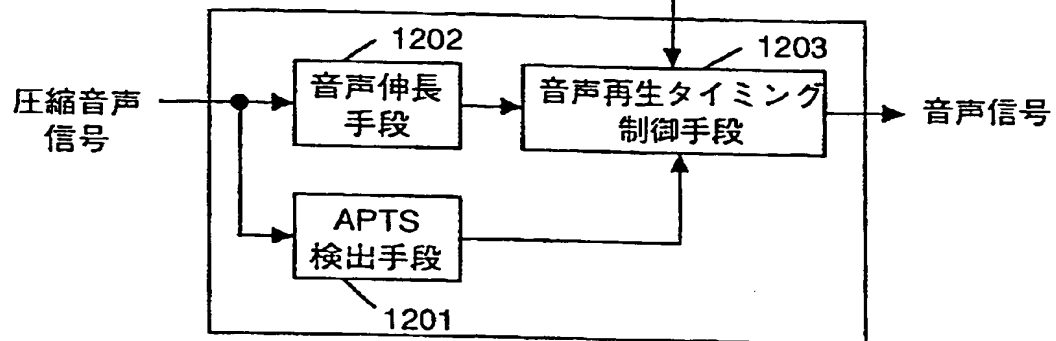 1202
1203
圧縮音声
信号
音声伸長
手段
音声再生タイミング
制御手段
音声信号
APTS
検出手段
1201